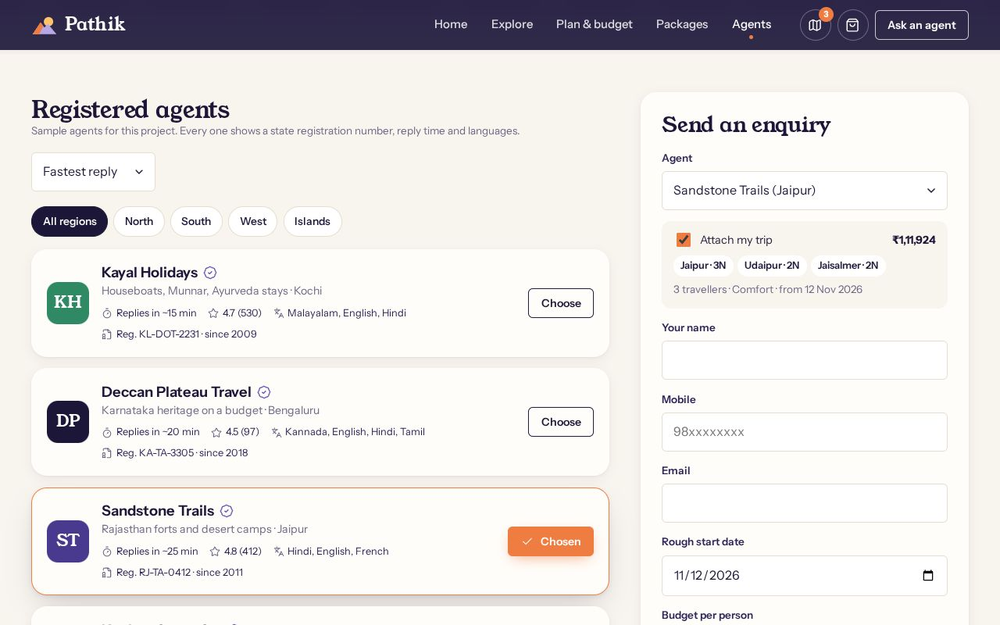 Pathik
Home Explore Plan & budget Packages Agents 3 Ask an agent
Registered agents
Sample agents for this project. Every one shows a state registration number, reply time and languages.
Fastest reply
All regions North South West Islands
KH
Kayal Holidays
Houseboats, Munnar, Ayurveda stays · Kochi
Replies in ~15 min 4.7 (530) Malayalam, English, Hindi
Reg. KL-DOT-2231 · since 2009
Choose
DP
Deccan Plateau Travel
Karnataka heritage on a budget · Bengaluru
Replies in ~20 min 4.5 (97) Kannada, English, Hindi, Tamil
Reg. KA-TA-3305 · since 2018
Choose
ST
Sandstone Trails
Rajasthan forts and desert camps · Jaipur
Replies in ~25 min 4.8 (412) Hindi, English, French
Reg. RJ-TA-0412 · since 2011
Chosen
Send an enquiry
Agent
Sandstone Trails (Jaipur)
Attach my trip ₹1,11,924
Jaipur · 3N Udaipur · 2N Jaisalmer · 2N
3 travellers · Comfort · from 12 Nov 2026
Your name
Mobile
98xxxxxxxx
Email
Rough start date
11/12/2026
Budget per person